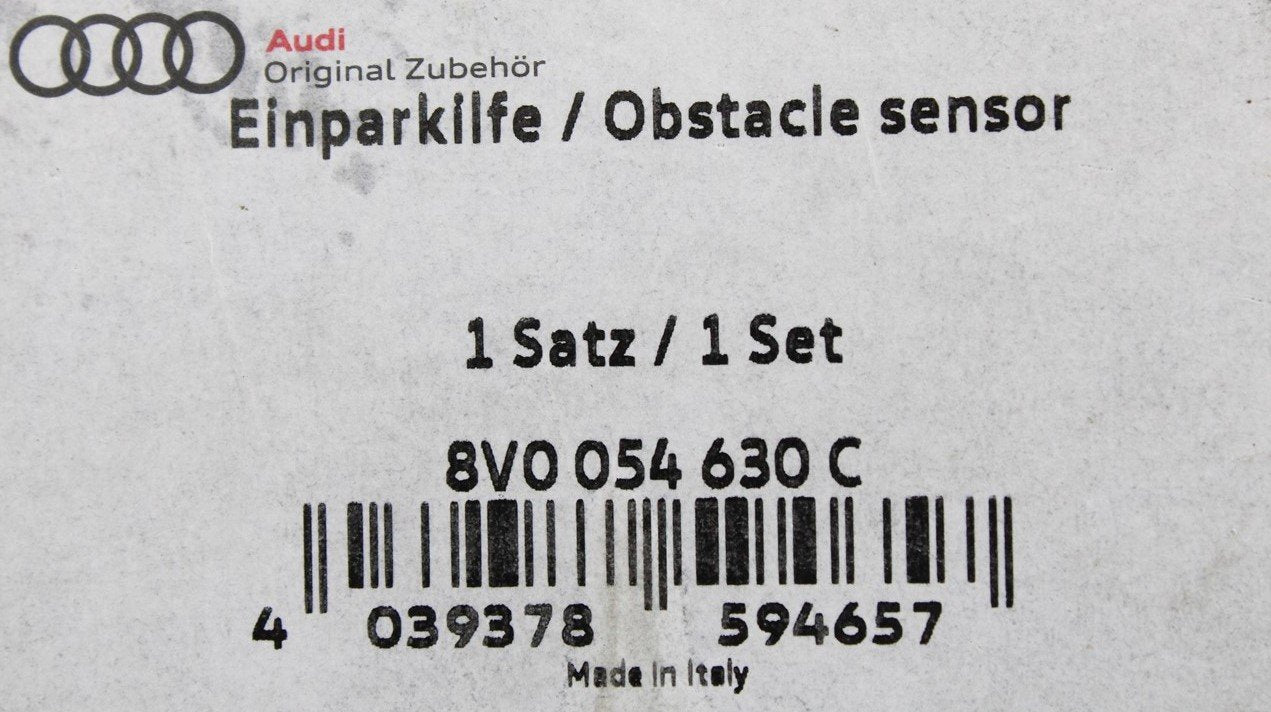 Audi
Original Zubehör
Einparkilfe / Obstacle sensor
1 Satz / 1 Set
8V0 054 630 C
4 039378 594657
Made In Italy